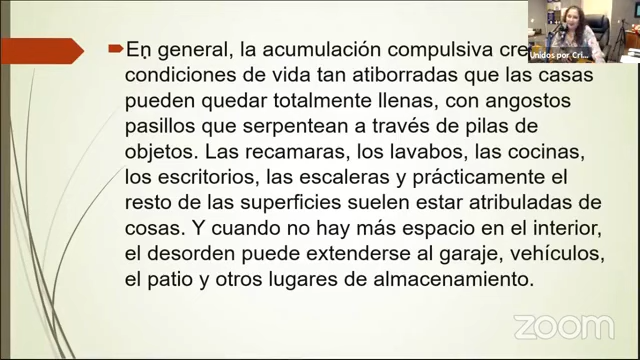 En general, la acumulación compulsiva cre
condiciones de vida tan atiborradas que las casas
pueden quedar totalmente llenas, con angostos
pasillos que serpentean a través de pilas de
objetos. Las recamaras, los lavabos, las cocinas,
los escritorios, las escaleras y prácticamente el
resto de las superficies suelen estar atribuladas de
cosas. Y cuando no hay más espacio en el interior,
el desorden puede extenderse al garaje, vehículos,
el patio y otros lugares de almacenamiento.
Unidos por Cri...
zoom